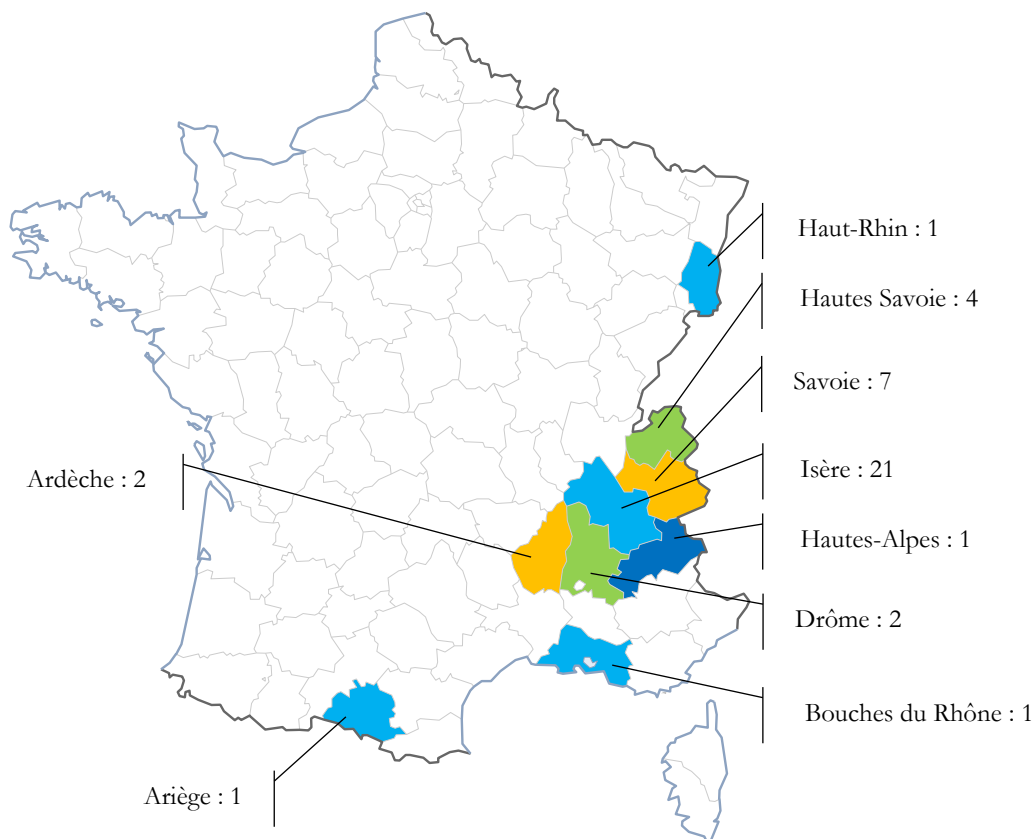 Haut-Rhin : 1
Hautes Savoie : 4
Savoie : 7
Isère : 21
Ardèche : 2
Hautes-Alpes : 1
Drôme : 2
Bouches du Rhône : 1
Ariège : 1